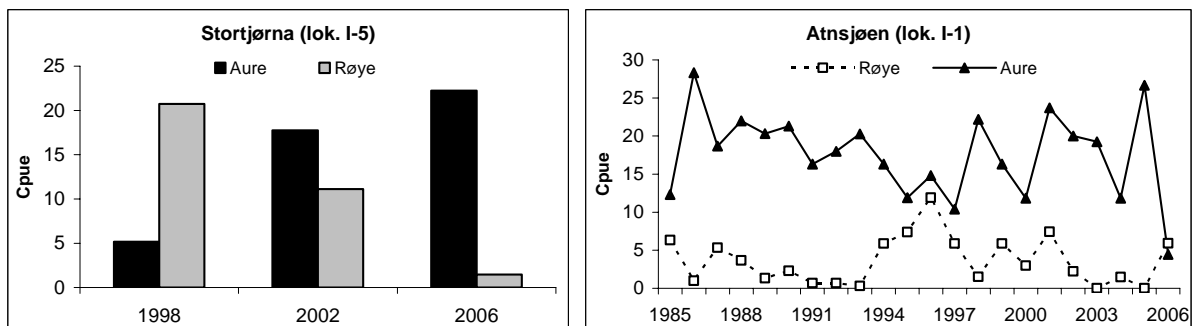 Stortjørna (lok. I-5)
Aure Røye
25
20
15
10
5
0
Cpue
1998 2002 2006
Atnsjøen (lok. I-1)
Røye Aure
30
25
20
15
10
5
0
Cpue
1985 1988 1991 1994 1997 2000 2003 2006